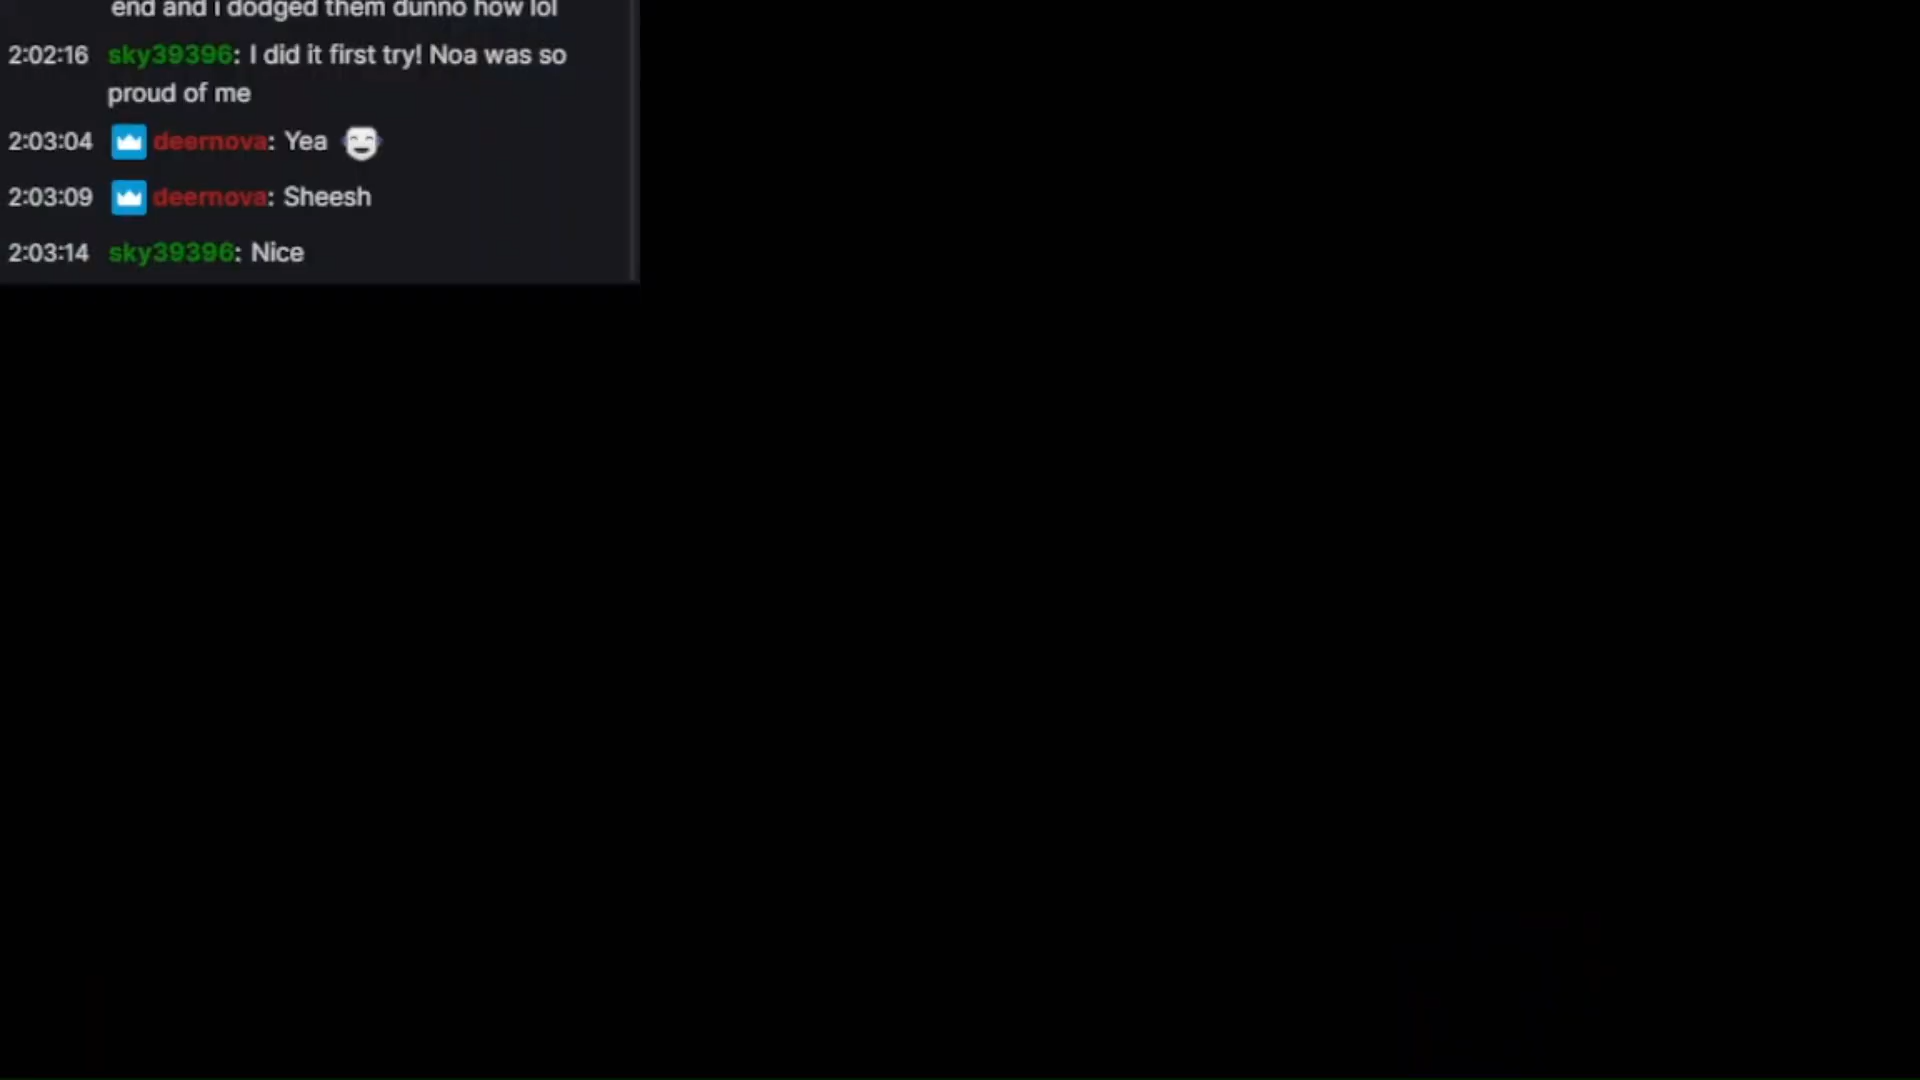 end and i dodged them dunno how lol
2:02:16 sky39396: I did it first try! Noa was so
proud of me
2:03:04 deernova: Yea
2:03:09 deernova: Sheesh
2:03:14 sky39396: Nice